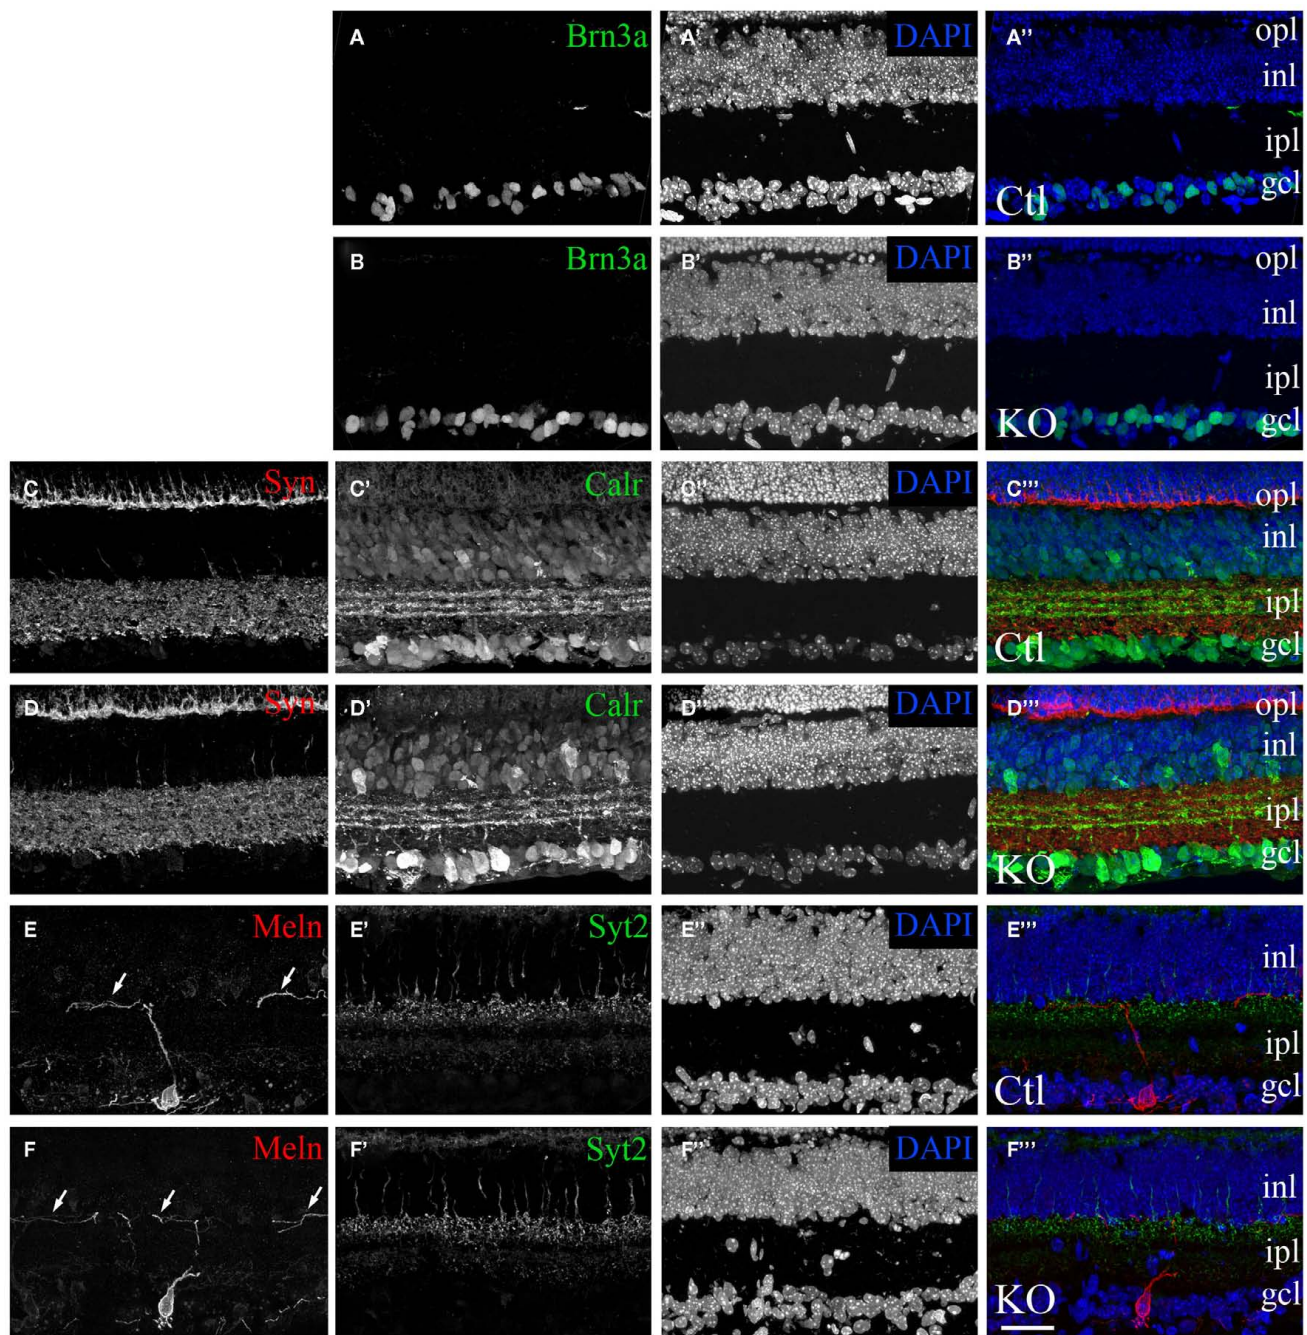 A Brn3a A' DAPI A'' opl
inl
ipl
Ctl gcl
B Brn3a B' DAPI B'' opl
inl
ipl
KO gcl
C Syn C' Calr C'' DAPI C''' opl
inl
ipl
Ctl gcl
D Syn D' Calr D'' DAPI D''' opl
inl
ipl
KO gcl
E Meln E' Syt2 E'' DAPI E'''
inl
ipl
Ctl gcl
F Meln F' Syt2 F'' DAPI F'''
inl
ipl
KO gcl